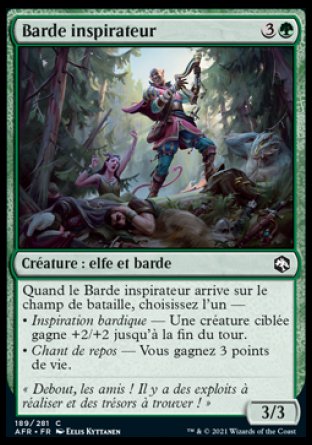 Barde inspirateur 3
Créature : elfe et barde
Quand le Barde inspirateur arrive sur le
champ de bataille, choisissez l'un —
• Inspiration bardique — Une créature ciblée
gagne +2/+2 jusqu'à la fin du tour.
• Chant de repos — Vous gagnez 3 points
de vie.
« Debout, les amis ! Il y a des exploits à
réaliser et des trésors à trouver ! »
3/3
189/281 C
AFR • FR Eelis Kyttanen
™ & © 2021 Wizards of the Coast